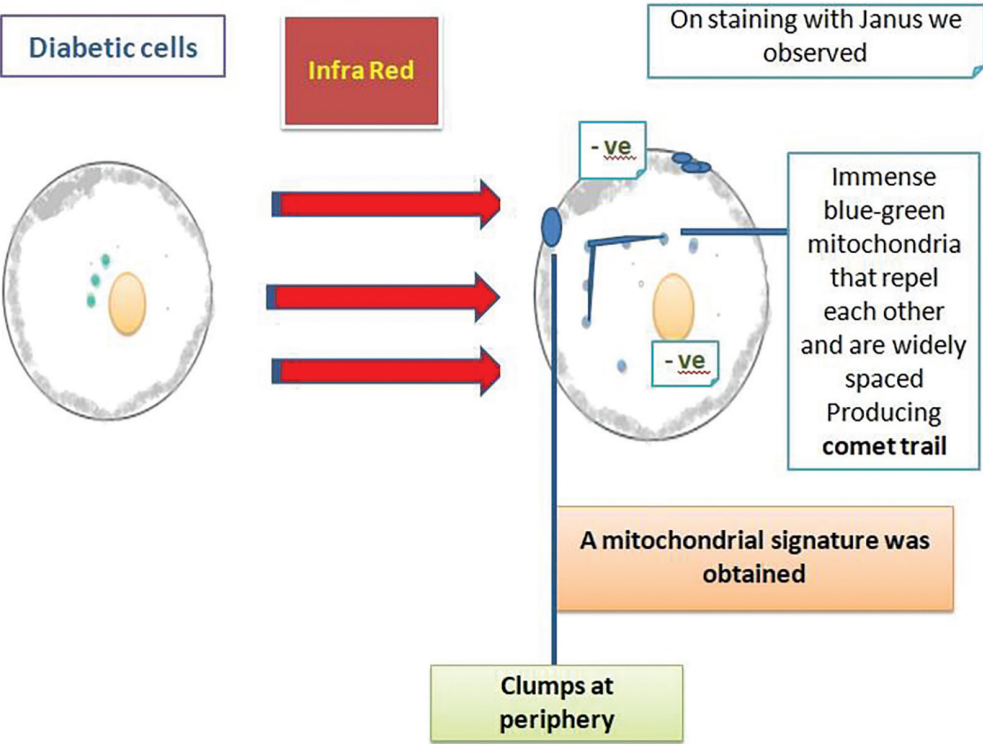 Diabetic cells
Infra Red
On staining with Janus we
observed
- ve
Immense
blue-green
mitochondria
that repel
each other
and are widely
spaced
Producing
comet trail
- ve
A mitochondrial signature was
obtained
Clumps at
periphery